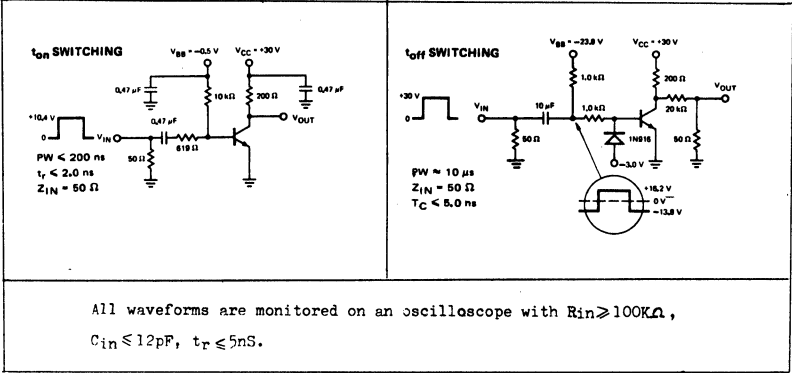 ton SWITCHING
VBB = -0.5 V
VCC = +30 V
0.47 µF
10 kΩ
200 Ω
0.47 µF
+10.4 V
0
VIN
0.47 µF
619 Ω
50 Ω
VOUT
PW ≤ 200 ns
tr ≤ 2.0 ns
ZIN = 50 Ω
toff SWITCHING
VBB = -23.8 V
VCC = +30 V
1.0 kΩ
200 Ω
VOUT
20 kΩ
+30 V
0
VIN
10 µF
1.0 kΩ
50 Ω
1N916
50 Ω
-3.0 V
PW ≈ 10 µs
ZIN = 50 Ω
TC ≤ 5.0 ns
+16.2 V
0 V
-13.8 V
All waveforms are monitored on an oscilloscope with Rin⩾100KΩ,
Cin⩽12pF, tr⩽5nS.